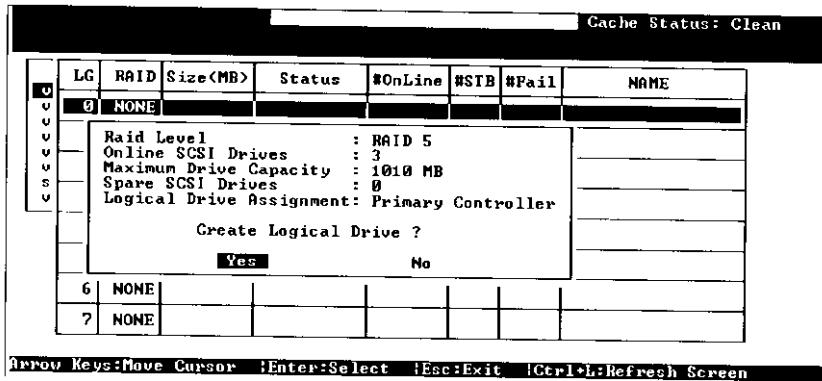 Cache Status: Clean
LG RAID Size(MB) Status #OnLine #STB #Fail NAME
v
0 NONE
v
v
v
v
v
s
v
Raid Level : RAID 5
Online SCSI Drives : 3
Maximum Drive Capacity : 1010 MB
Spare SCSI Drives : 0
Logical Drive Assignment: Primary Controller
Create Logical Drive ?
Yes No
6 NONE
7 NONE
Arrow Keys:Move Cursor |Enter:Select |Esc:Exit |Ctrl+L:Refresh Screen